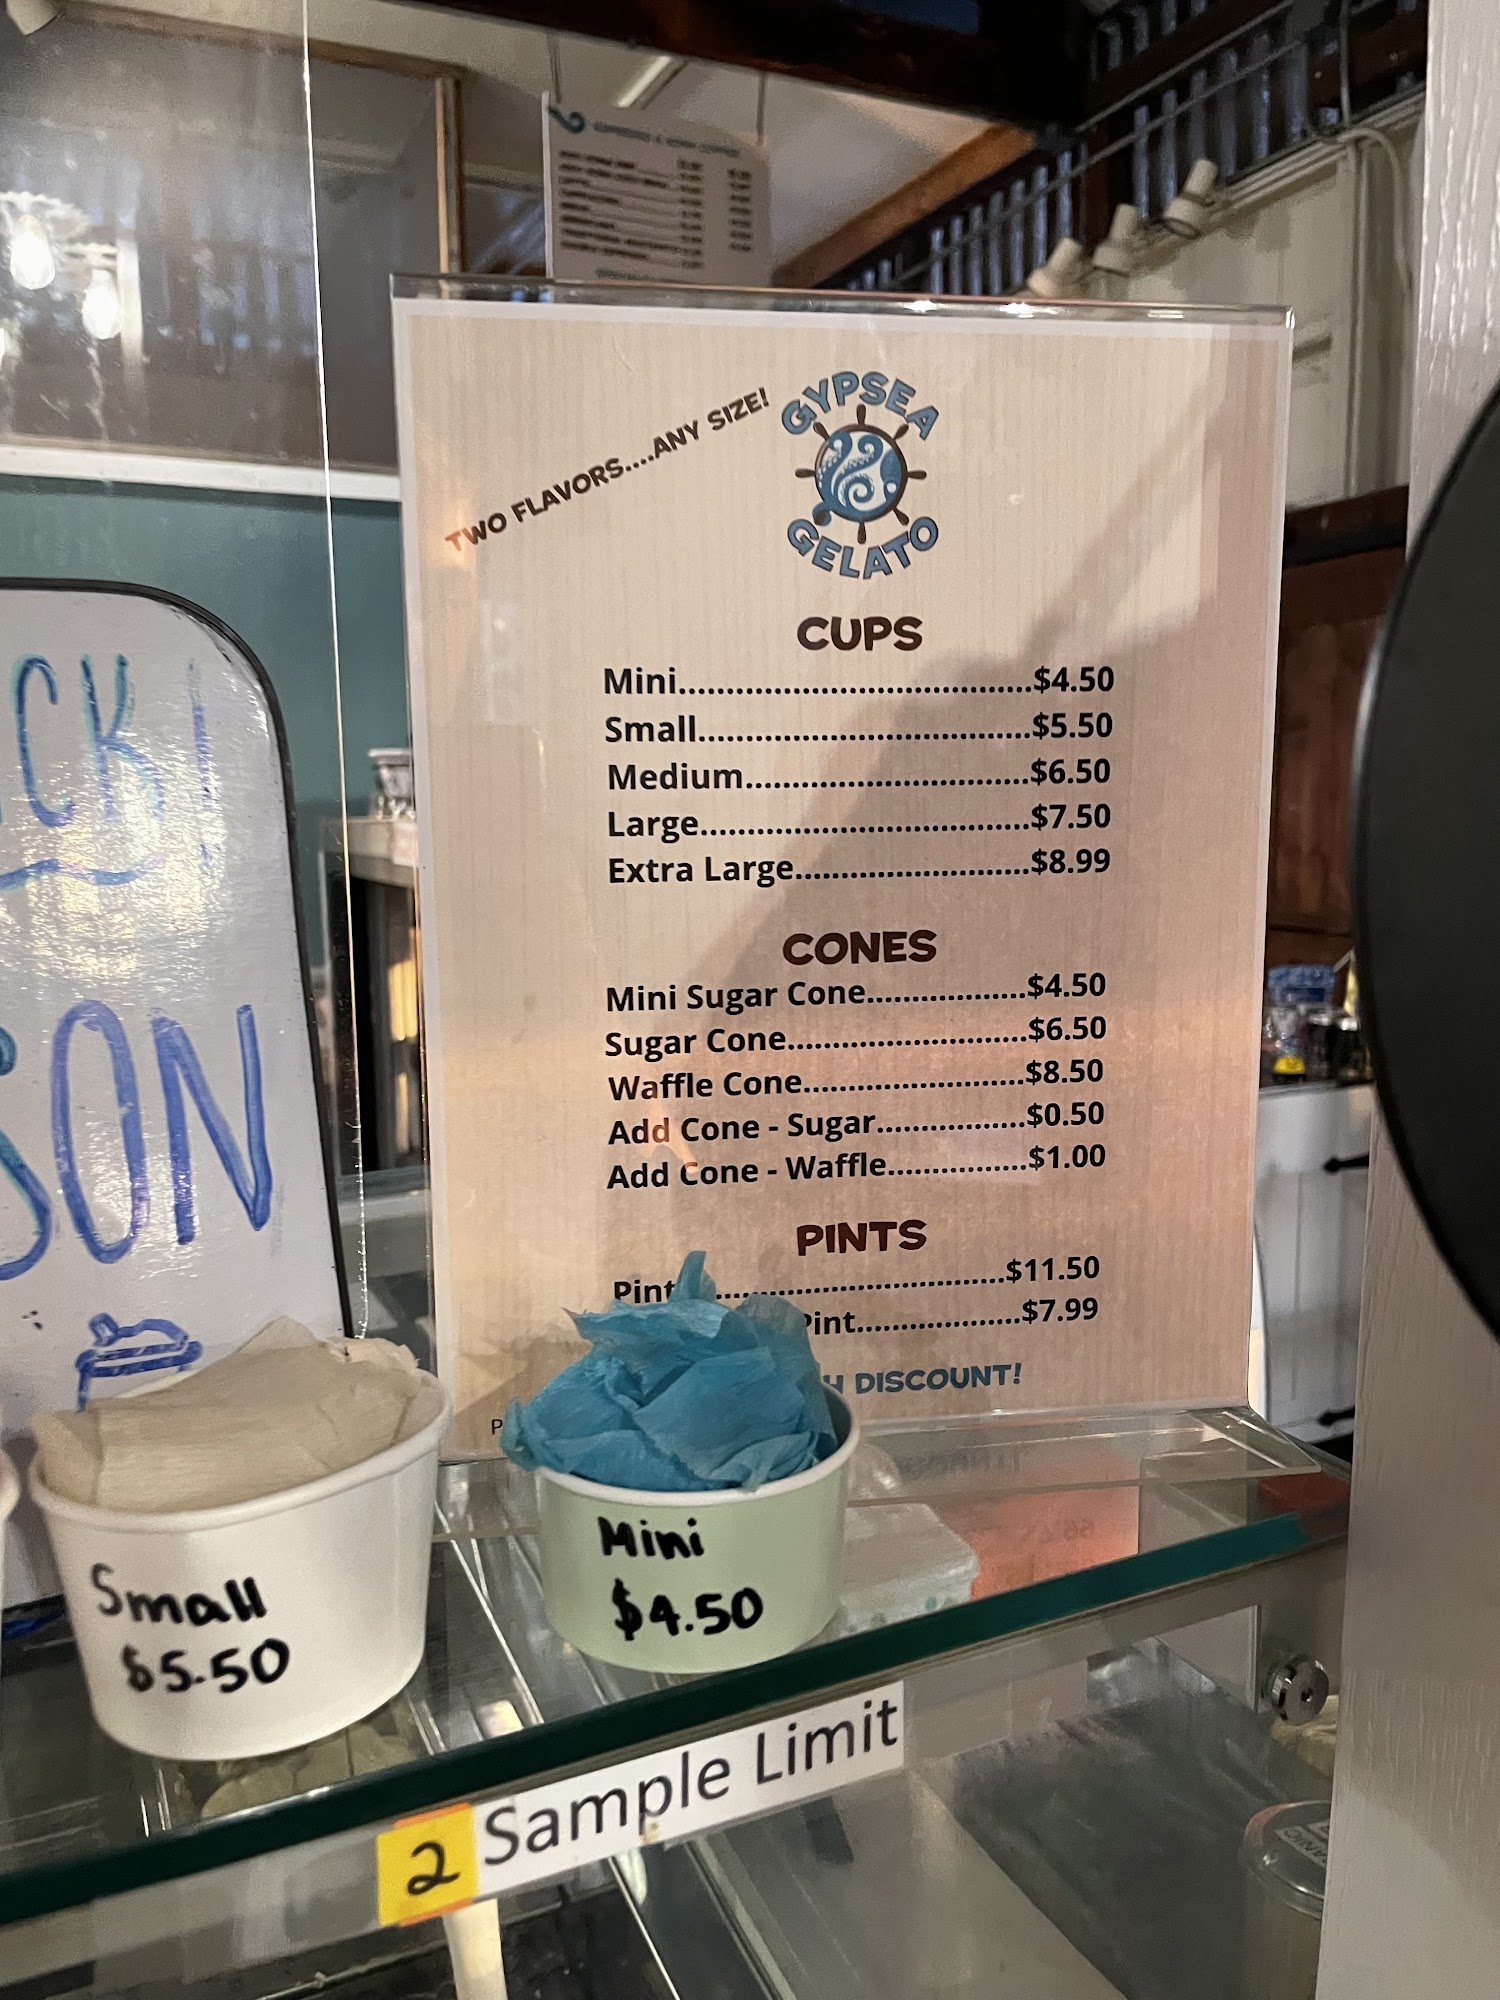 TWO FLAVORS....ANY SIZE!
GYPSEA
GELATO
CUPS
Mini.....................................$4.50
Small...................................$5.50
Medium..............................$6.50
Large...................................$7.50
Extra Large.........................$8.99
CONES
Mini Sugar Cone.................$4.50
Sugar Cone.........................$6.50
Waffle Cone.......................$8.50
Add Cone - Sugar................$0.50
Add Cone - Waffle...............$1.00
PINTS
Pint ..............................$11.50
Pint....................$7.99
DISCOUNT!
CK
SON
Small
$5.50
Mini
$4.50
2 Sample Limit